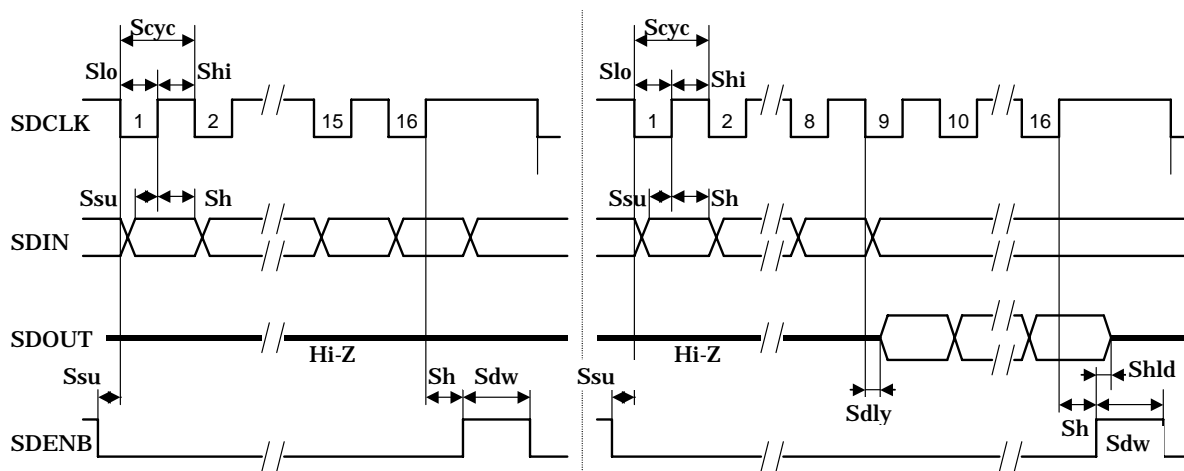 Scyc Scyc
Slo Shi Slo Shi
SDCLK 1 2 15 16 1 2 8 9 10 16
Ssu Sh Ssu Sh
SDIN
SDOUT
Hi-Z Hi-Z
Ssu Sh Sdw Ssu Sdly Shld
SDENB Sh Sdw